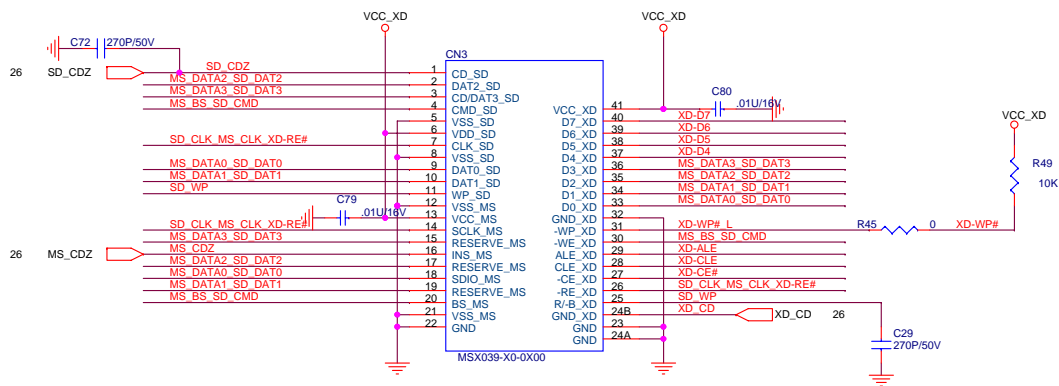 VCC_XD
VCC_XD
C72
270P/50V
CN3
26
SD_CDZ
SD_CDZ
1
CD_SD
MS_DATA2_SD_DAT2
2
DAT2_SD
MS_DATA3_SD_DAT3
3
CD/DAT3_SD
MS_BS_SD_CMD
4
CMD_SD
5
VSS_SD
6
VDD_SD
SD_CLK_MS_CLK_XD-RE#
7
CLK_SD
8
VSS_SD
MS_DATA0_SD_DAT0
9
DAT0_SD
MS_DATA1_SD_DAT1
10
DAT1_SD
SD_WP
11
WP_SD
12
VSS_MS
C79
.01U/16V
13
VCC_MS
SD_CLK_MS_CLK_XD-RE#
14
SCLK_MS
MS_DATA3_SD_DAT3
15
RESERVE_MS
26
MS_CDZ
MS_CDZ
16
INS_MS
MS_DATA2_SD_DAT2
17
RESERVE_MS
MS_DATA0_SD_DAT0
18
SDIO_MS
MS_DATA1_SD_DAT1
19
RESERVE_MS
MS_BS_SD_CMD
20
BS_MS
21
VSS_MS
22
GND
C80
.01U/16V
VCC_XD
41
D7_XD
40
XD-D7
D6_XD
39
XD-D6
D5_XD
38
XD-D5
D4_XD
37
XD-D4
D3_XD
36
MS_DATA3_SD_DAT3
D2_XD
35
MS_DATA2_SD_DAT2
D1_XD
34
MS_DATA1_SD_DAT1
D0_XD
33
MS_DATA0_SD_DAT0
GND_XD
32
-WP_XD
31
XD-WP#_L
-WE_XD
30
MS_BS_SD_CMD
ALE_XD
29
XD-ALE
CLE_XD
28
XD-CLE
-CE_XD
27
XD-CE#
-RE_XD
26
SD_CLK_MS_CLK_XD-RE#
R/-B_XD
25
SD_WP
GND_XD
24B
XD_CD
XD_CD
26
GND
23
GND
24A
MSX039-X0-0X00
VCC_XD
R49
10K
R45
0
XD-WP#
C29
270P/50V